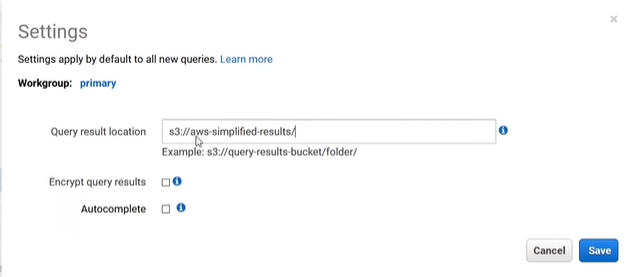 ×
Settings
Settings apply by default to all new queries. Learn more
Workgroup: primary
Query result location s3://aws-simplified-results/
Example: s3://query-results-bucket/folder/
Encrypt query results
Autocomplete
Cancel Save